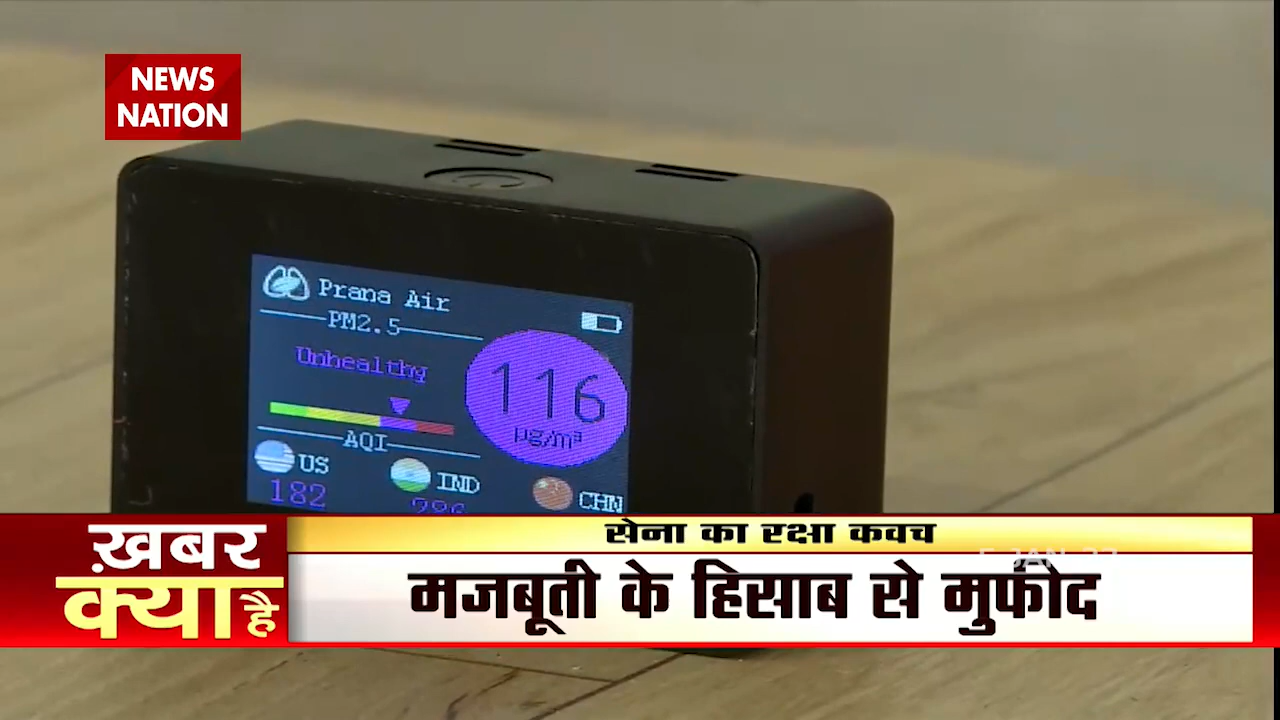 NEWS
NATION
Prana Air
PM2.5
Unhealthy
116
µg/m³
AQI
US
IND
CHN
182
ख़बर
क्या है
सेना का रक्षा कवच
मजबूती के हिसाब से मुफीद